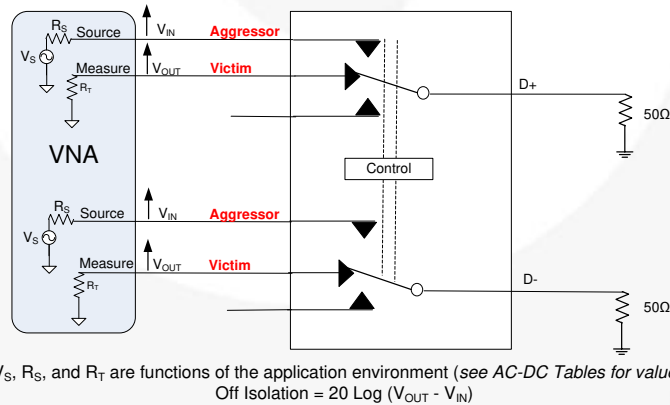 RS
Source
VIN
Aggressor
VS
Measure
VOUT
Victim
RT
D+
50Ω
VNA
Control
RS
Source
VIN
Aggressor
VS
Measure
VOUT
Victim
RT
D-
50Ω
VS, RS, and RT are functions of the application environment (see AC-DC Tables for
Off Isolation = 20 Log (VOUT - VIN)